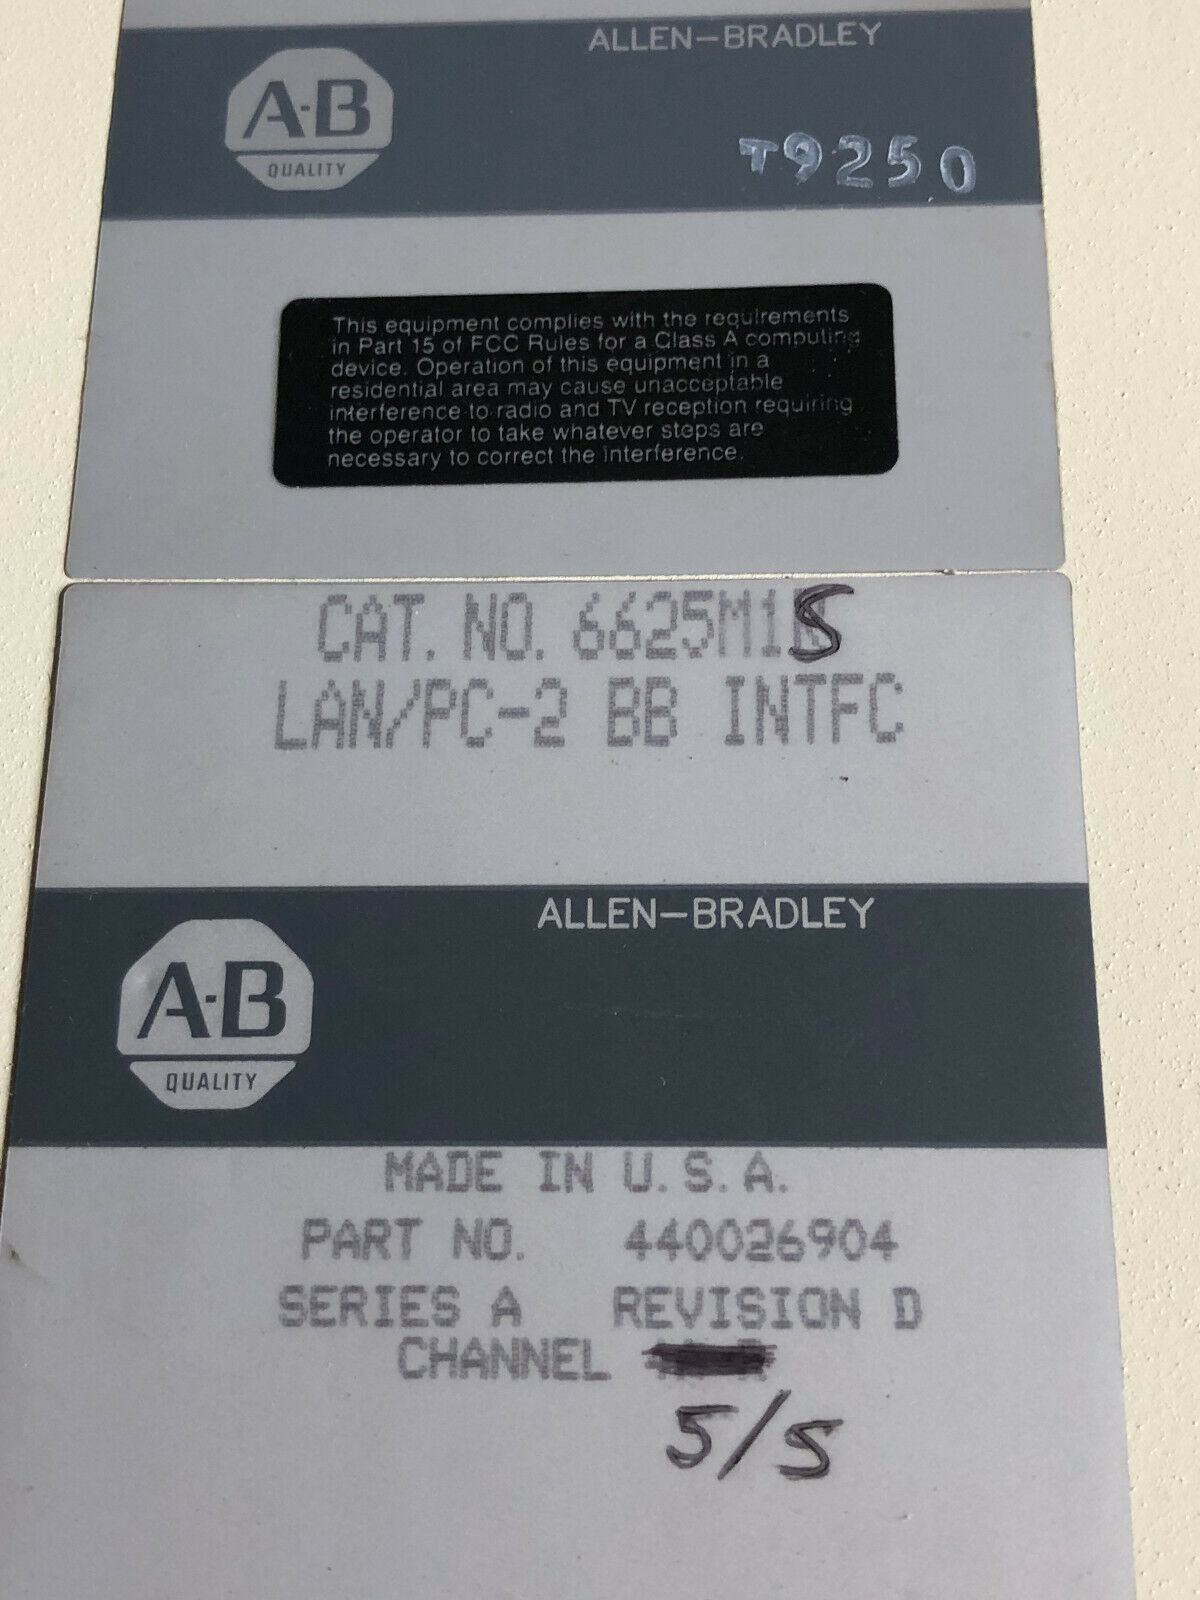 ALLEN-BRADLEY
A-B
QUALITY
T9250
This equipment complies with the requirements
in Part 15 of FCC Rules for a Class A computing
device. Operation of this equipment in a
residential area may cause unacceptable
interference to radio and TV reception requiring
the operator to take whatever steps are
necessary to correct the interference.
CAT. NO. 6625M1S
LAN/PC-2 BB INTFC
ALLEN-BRADLEY
A-B
QUALITY
MADE IN U.S.A.
PART NO. 440026904
SERIES A REVISION D
CHANNEL
5/S